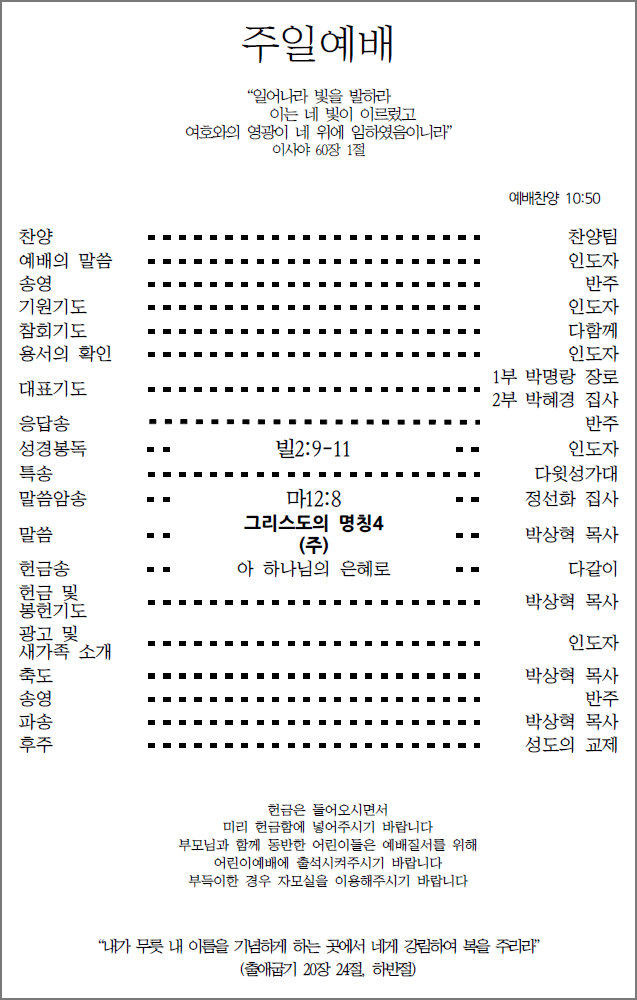 주일예배
“일어나라 빛을 발하라
이는 네 빛이 이르렀고
여호와의 영광이 네 위에 임하였음이니라”
이사야 60장 1절
예배찬양 10:50
찬양 찬양팀
예배의 말씀 인도자
송영 반주
기원기도 인도자
참회기도 다함께
용서의 확인 인도자
대표기도 1부 박명랑 장로
2부 박혜경 집사
응답송 반주
성경봉독 빌2:9-11 인도자
특송 다윗성가대
말씀암송 마12:8 정선화 집사
말씀 그리스도의 명칭4 박상혁 목사
(주)
헌금송 아 하나님의 은혜로 다같이
헌금 및
봉헌기도 박상혁 목사
광고 및
새가족 소개 인도자
축도 박상혁 목사
송영 반주
파송 박상혁 목사
후주 성도의 교제
헌금은 들어오시면서
미리 헌금함에 넣어주시기 바랍니다
부모님과 함께 동반한 어린이들은 예배질서를 위해
어린이예배에 출석시켜주시기 바랍니다
부득이한 경우 자모실을 이용해주시기 바랍니다
“내가 무릇 내 이름을 기념하게 하는 곳에서 네게 강림하여 복을 주리라”
(출애굽기 20장 24절, 하반절)